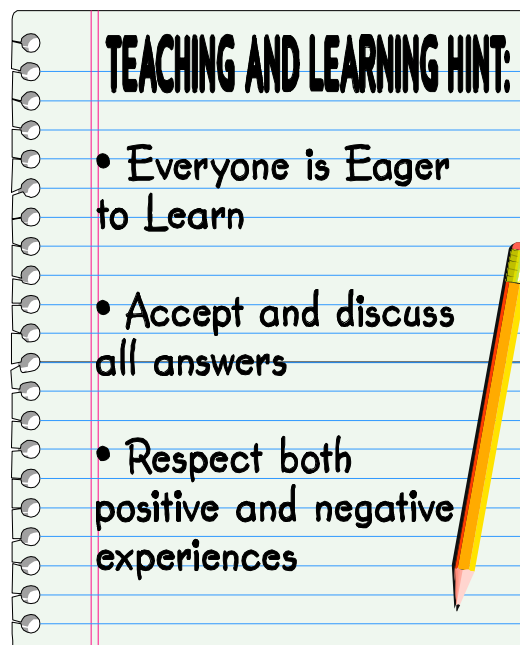 TEACHING AND LEARNING HINT:
• Everyone is Eager
to Learn
• Accept and discuss
all answers
• Respect both
positive and negative
experiences